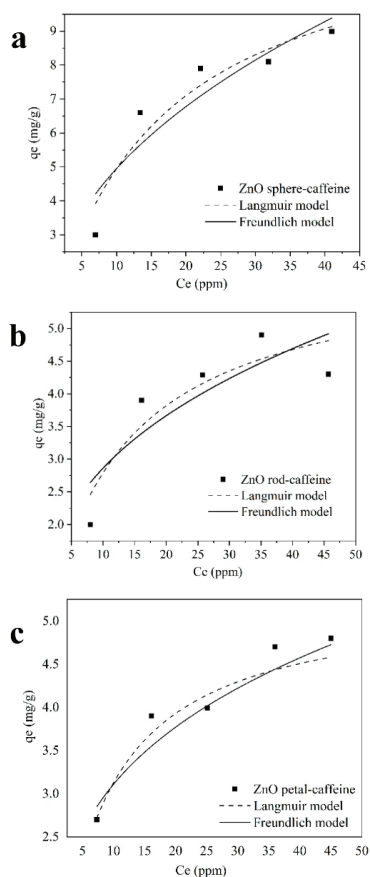 a
9
8
7
6
5
4
3
qe (mg/g)
ZnO sphere-caffeine
Langmuir model
Freundlich model
5 10 15 20 25 30 35 40 45
Ce (ppm)
b
5.0
4.5
4.0
3.5
3.0
2.5
2.0
qe (mg/g)
ZnO rod-caffeine
Langmuir model
Freundlich model
5 10 15 20 25 30 35 40 45 50
Ce (ppm)
c
5.0
4.5
4.0
3.5
3.0
2.5
qe (mg/g)
ZnO petal-caffeine
Langmuir model
Freundlich model
5 10 15 20 25 30 35 40 45 50
Ce (ppm)